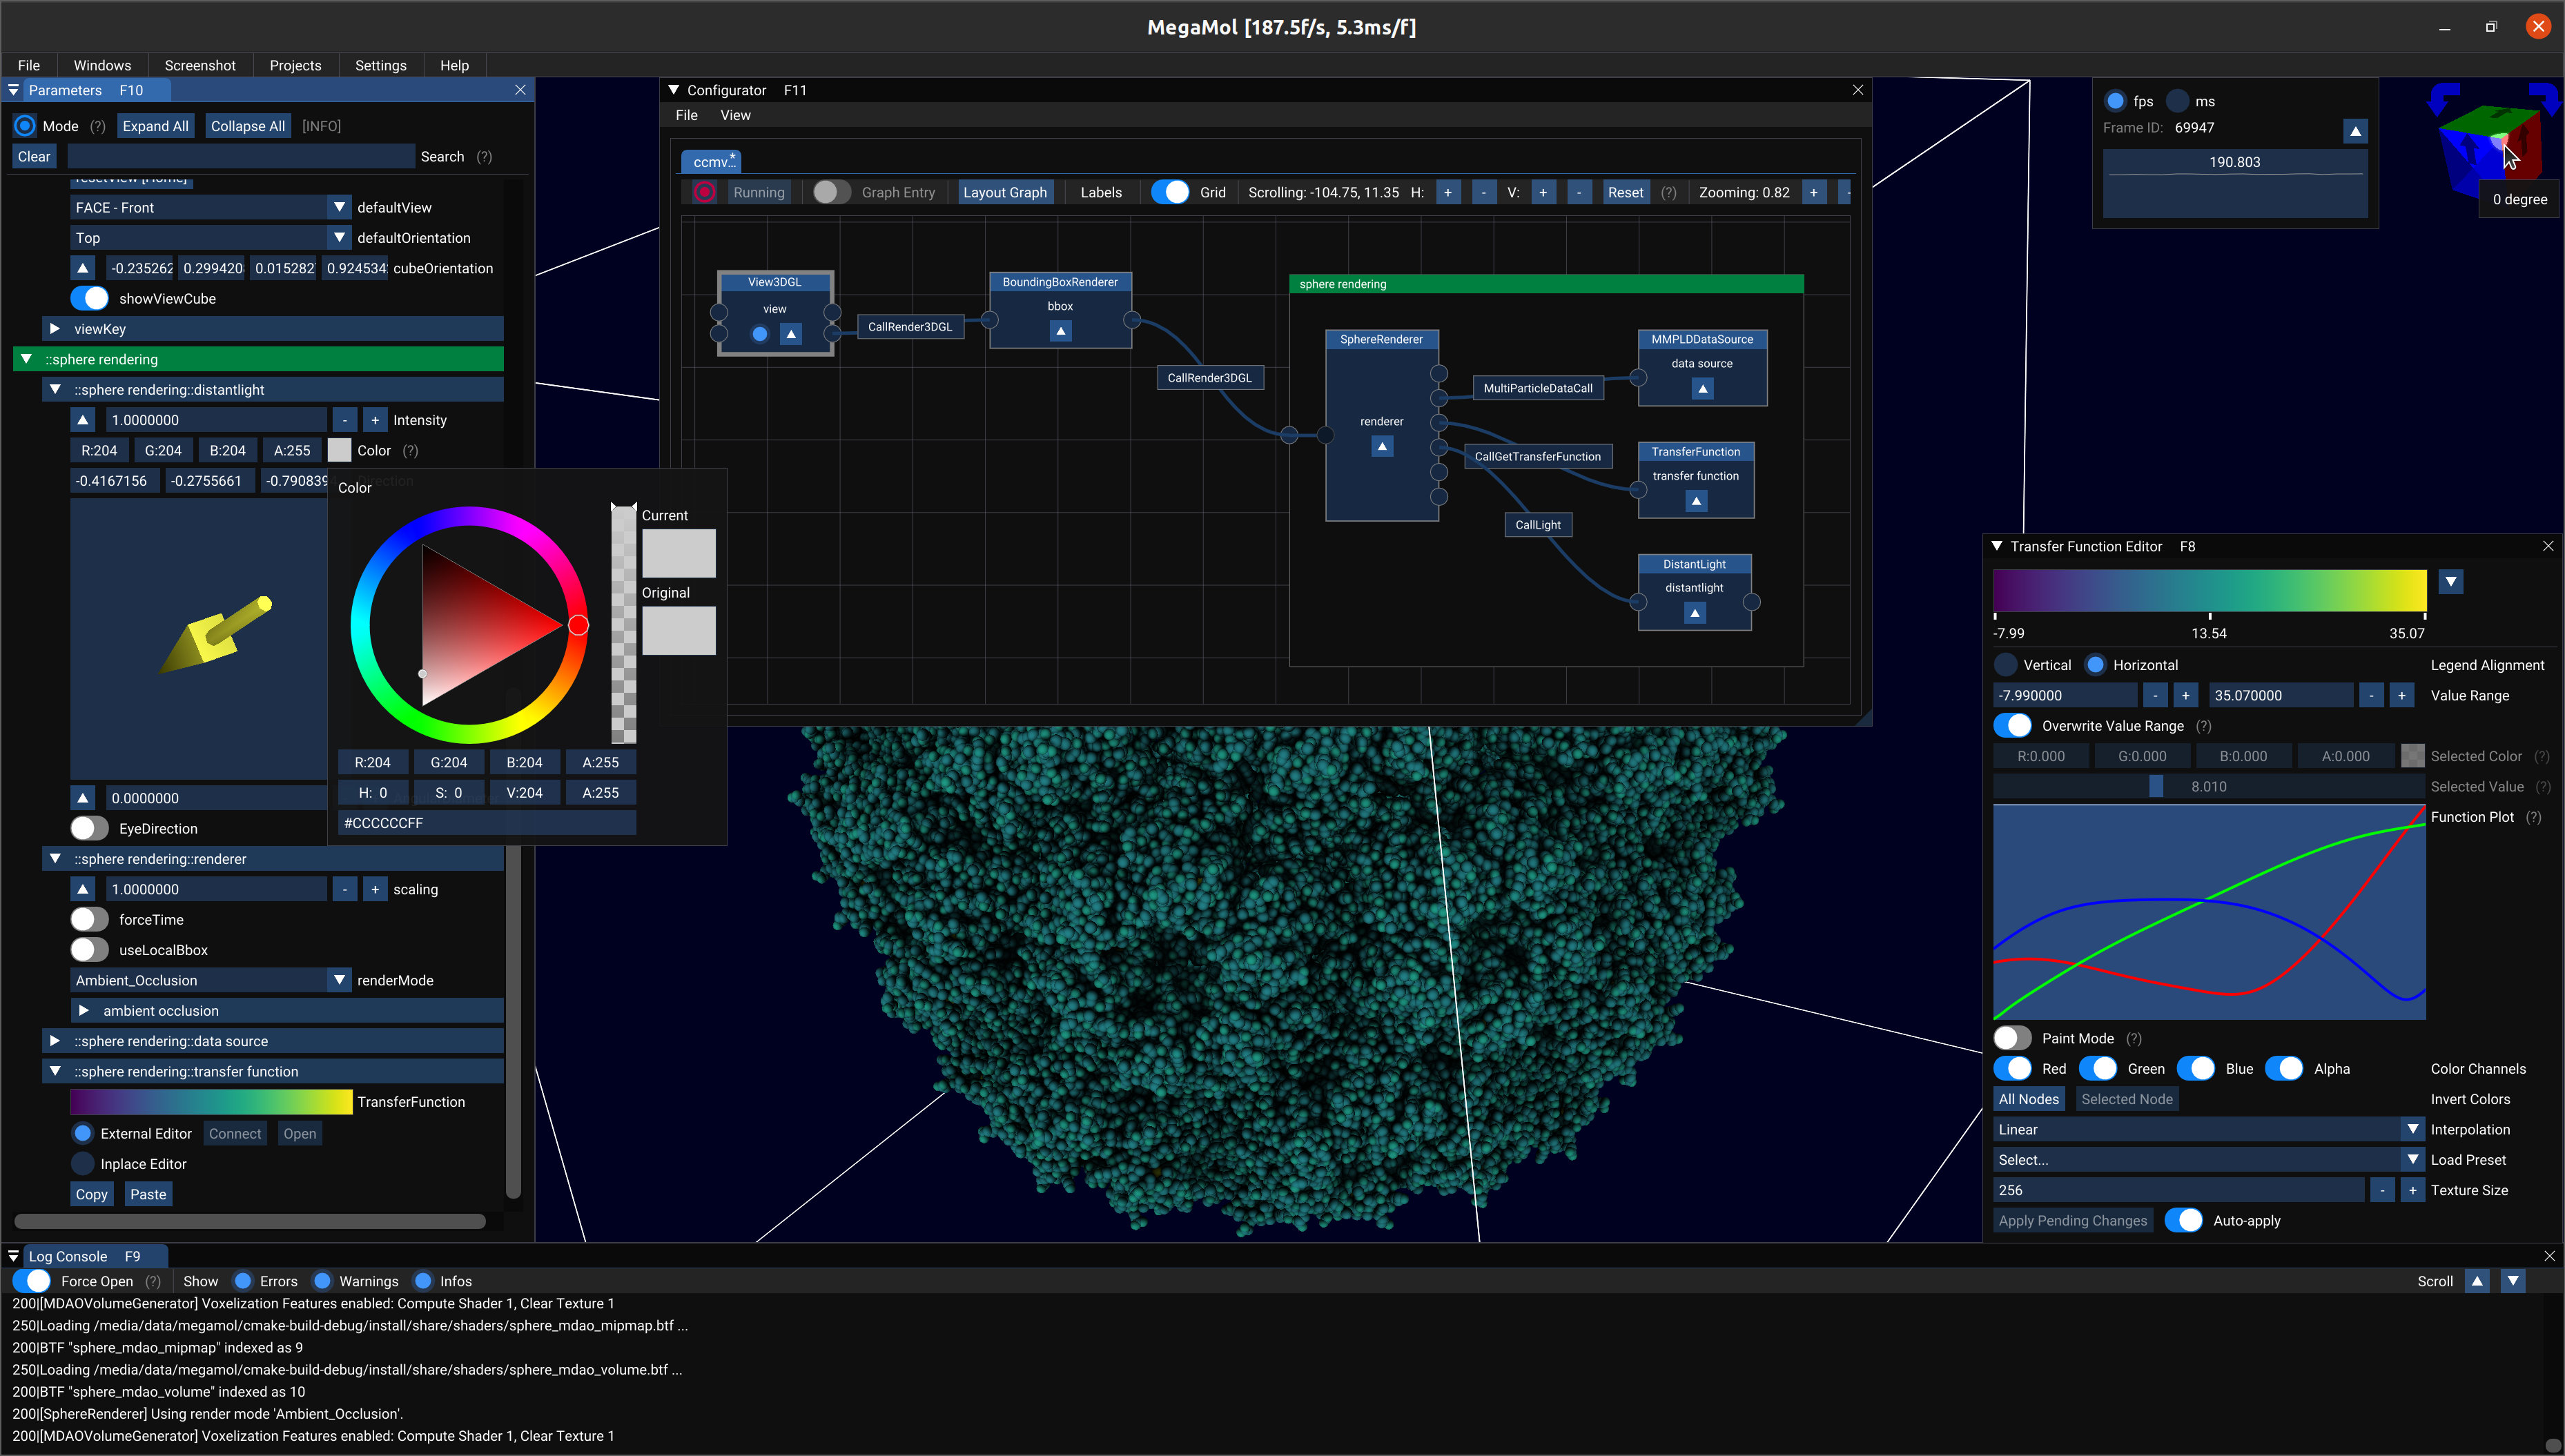 MegaMol [187.5f/s, 5.3ms/f]
File Windows Screenshot Projects Settings Help
Parameters F10
Mode (?) Expand All Collapse All [INFO]
Clear Search (?)
resetView [Home]
FACE - Front defaultView
Top defaultOrientation
-0.235262 0.299420 0.015282 0.924534 cubeOrientation
showViewCube
viewKey
::sphere rendering
::sphere rendering::distantlight
1.0000000 - + Intensity
R:204 G:204 B:204 A:255 Color (?)
-0.4167156 -0.2755661 -0.790839 Direction
0.0000000
EyeDirection
::sphere rendering::renderer
1.0000000 - + scaling
forceTime
useLocalBbox
Ambient_Occlusion renderMode
ambient occlusion
::sphere rendering::data source
::sphere rendering::transfer function
TransferFunction
External Editor Connect Open
Inplace Editor
Copy Paste
Color
Current
Original
R:204 G:204 B:204 A:255
H: 0 S: 0 V:204 A:255
#CCCCCCFF
Configurator F11
File View
ccmv...*
Running Graph Entry Layout Graph Labels Grid Scrolling: -104.75, 11.35 H: + - V: + - Reset (?) Zooming: 0.82 + -
View3DGL
view
CallRender3DGL
BoundingBoxRenderer
bbox
CallRender3DGL
sphere rendering
SphereRenderer
renderer
MultiParticleDataCall
MMPLDDataSource
data source
CallGetTransferFunction
TransferFunction
transfer function
CallLight
DistantLight
distantlight
fps ms
Frame ID: 69947
190.803
0 degree
Transfer Function Editor F8
-7.99 13.54 35.07
Vertical Horizontal Legend Alignment
-7.990000 - + 35.070000 - + Value Range
Overwrite Value Range (?)
R:0.000 G:0.000 B:0.000 A:0.000 Selected Color (?)
8.010 Selected Value (?)
Function Plot (?)
Paint Mode (?)
Red Green Blue Alpha Color Channels
All Nodes Selected Node Invert Colors
Linear Interpolation
Select... Load Preset
256 - + Texture Size
Apply Pending Changes Auto-apply
Log Console F9
Force Open (?) Show Errors Warnings Infos Scroll
200|[MDAOVolumeGenerator] Voxelization Features enabled: Compute Shader 1, Clear Texture 1
250|Loading /media/data/megamol/cmake-build-debug/install/share/shaders/sphere_mdao_mipmap.btf ...
200|BTF "sphere_mdao_mipmap" indexed as 9
250|Loading /media/data/megamol/cmake-build-debug/install/share/shaders/sphere_mdao_volume.btf ...
200|BTF "sphere_mdao_volume" indexed as 10
200|[SphereRenderer] Using render mode 'Ambient_Occlusion'.
200|[MDAOVolumeGenerator] Voxelization Features enabled: Compute Shader 1, Clear Texture 1